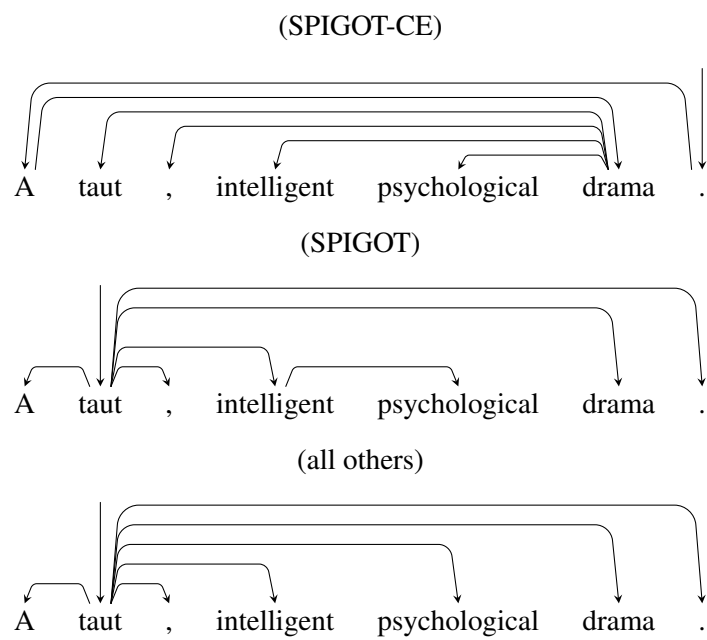 (SPIGOT-CE)
A taut , intelligent psychological drama .
(SPIGOT)
A taut , intelligent psychological drama .
(all others)
A taut , intelligent psychological drama .